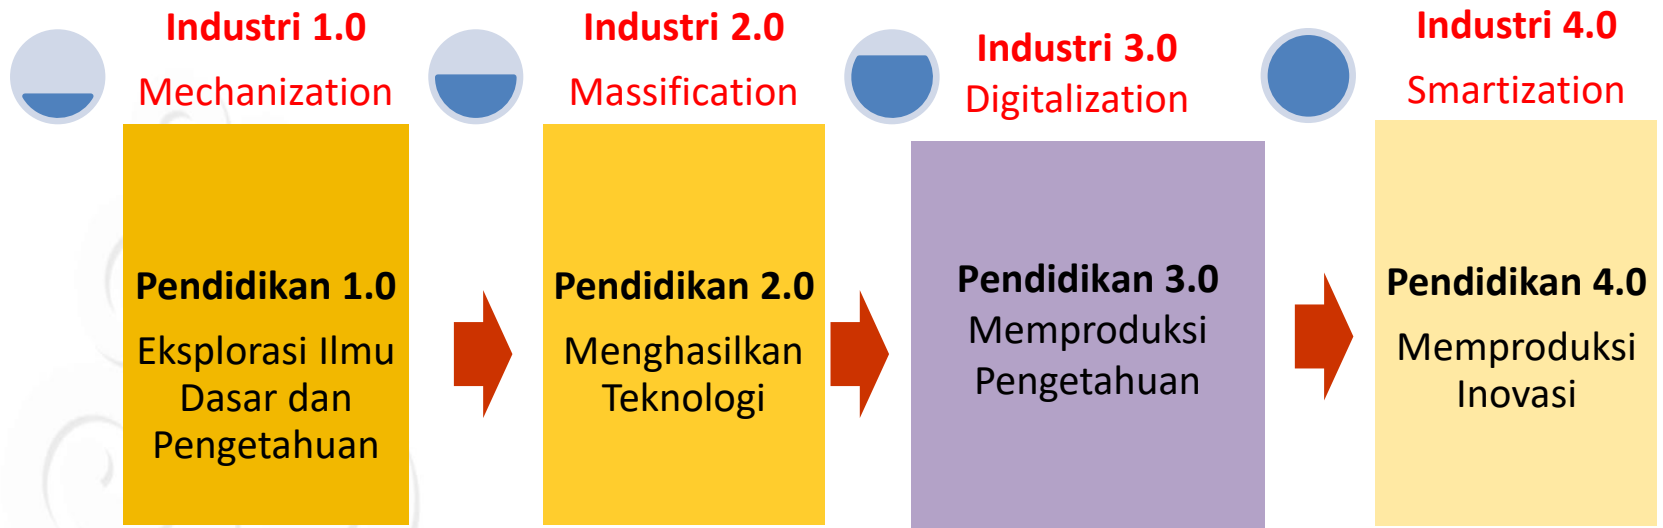 Industri 1.0
Mechanization
Pendidikan 1.0
Eksplorasi Ilmu
Dasar dan
Pengetahuan
Industri 2.0
Massification
Pendidikan 2.0
Menghasilkan
Teknologi
Industri 3.0
Digitalization
Pendidikan 3.0
Memproduksi
Pengetahuan
Industri 4.0
Smartization
Pendidikan 4.0
Memproduksi
Inovasi